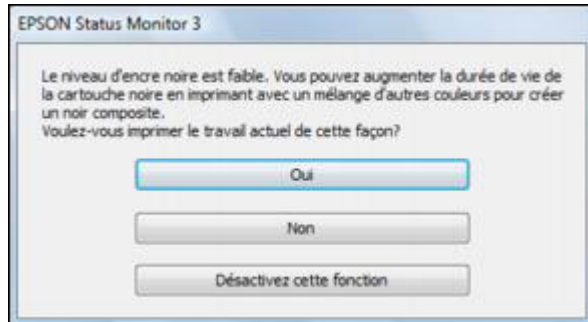 EPSON Status Monitor 3
Le niveau d'encre noire est faible. Vous pouvez augmenter la durée de vie de
la cartouche noire en imprimant avec un mélange d'autres couleurs pour créer
un noir composite.
Voulez-vous imprimer le travail actuel de cette façon?
Oui
Non
Désactivez cette fonction